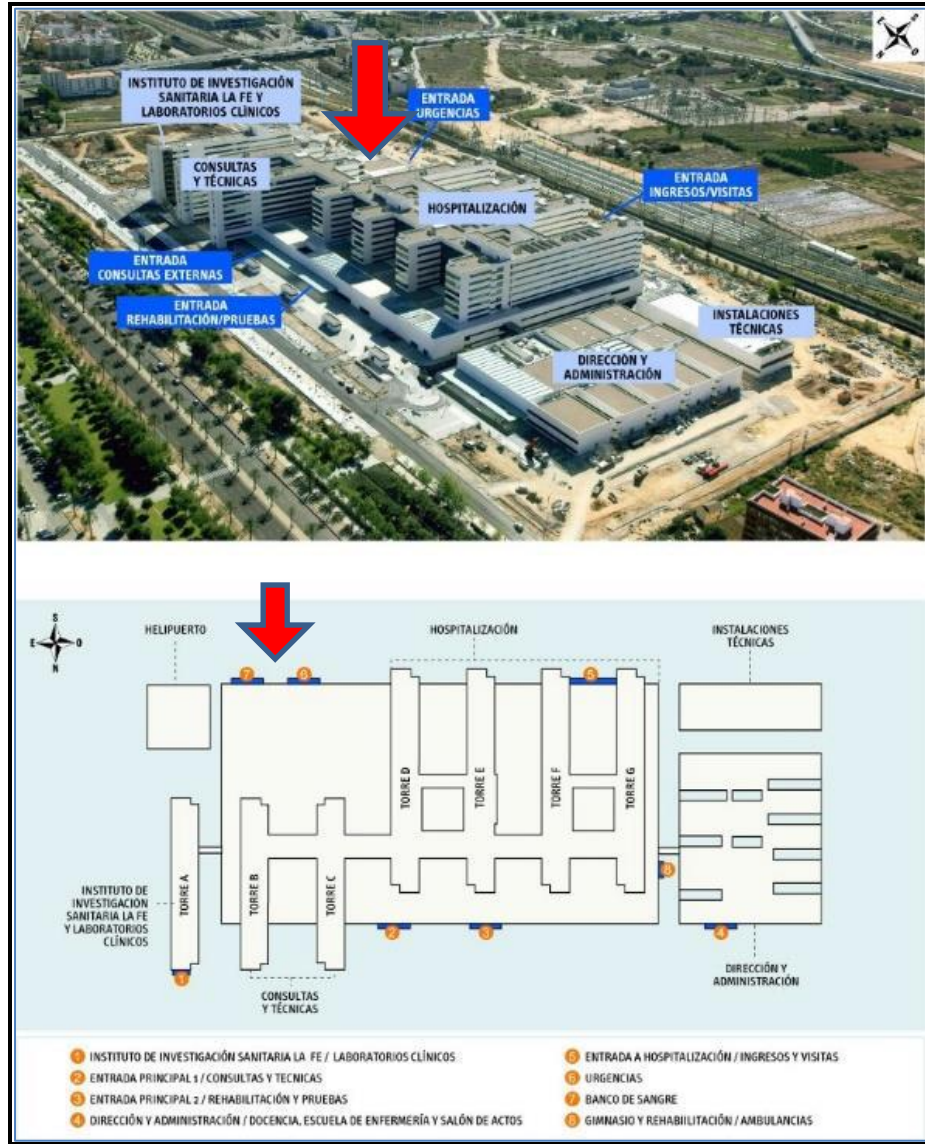 INSTITUTO DE INVESTIGACIÓN
SANITARIA LA FE Y
LABORATORIOS CLÍNICOS
ENTRADA
URGENCIAS
CONSULTAS
Y TÉCNICAS
ENTRADA
INGRESOS/VISITAS
HOSPITALIZACIÓN
ENTRADA
CONSULTAS EXTERNAS
ENTRADA
REHABILITACIÓN/PRUEBAS
INSTALACIONES
TÉCNICAS
DIRECCIÓN Y
ADMINISTRACIÓN
S
E O
N
HELIPUERTO
HOSPITALIZACIÓN
INSTALACIONES
TÉCNICAS
7 6 5
TORRE D
TORRE E
TORRE F
TORRE G
TORRE A
TORRE B
TORRE C
8
INSTITUTO DE
INVESTIGACIÓN
SANITARIA LA FE
Y LABORATORIOS
CLÍNICOS
2 3 4
1
DIRECCIÓN Y
ADMINISTRACIÓN
CONSULTAS
Y TÉCNICAS
1 INSTITUTO DE INVESTIGACIÓN SANITARIA LA FE / LABORATORIOS CLÍNICOS
2 ENTRADA PRINCIPAL 1 / CONSULTAS Y TECNICAS
3 ENTRADA PRINCIPAL 2 / REHABILITACIÓN Y PRUEBAS
4 DIRECCIÓN Y ADMINISTRACIÓN / DOCENCIA, ESCUELA DE ENFERMERÍA Y SALÓN DE ACTOS
5 ENTRADA A HOSPITALIZACIÓN / INGRESOS Y VISITAS
6 URGENCIAS
7 BANCO DE SANGRE
8 GIMNASIO Y REHABILITACIÓN / AMBULANCIAS